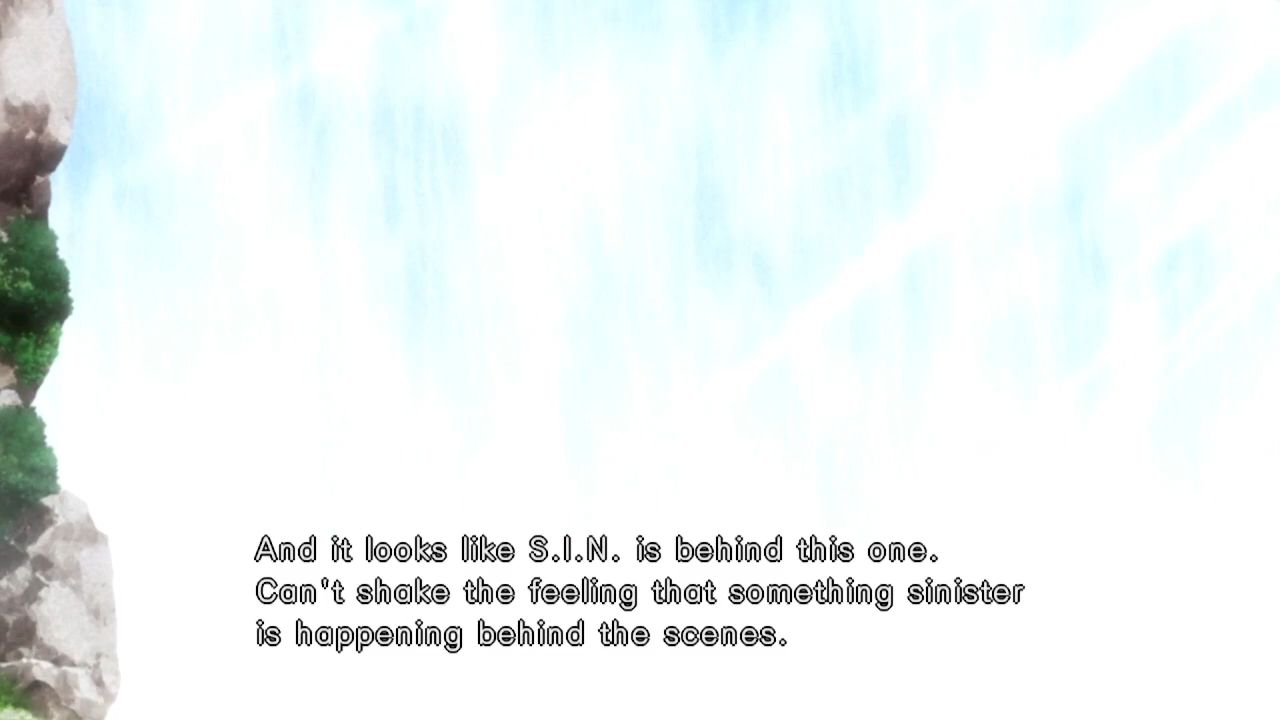 And it looks like S.I.N. is behind this one.
Can't shake the feeling that something sinister
is happening behind the scenes.